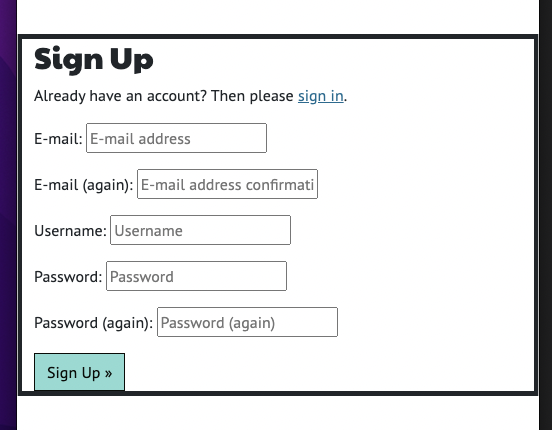 Sign Up
Already have an account? Then please sign in.
E-mail: E-mail address
E-mail (again): E-mail address confirmati
Username: Username
Password: Password
Password (again): Password (again)
Sign Up »